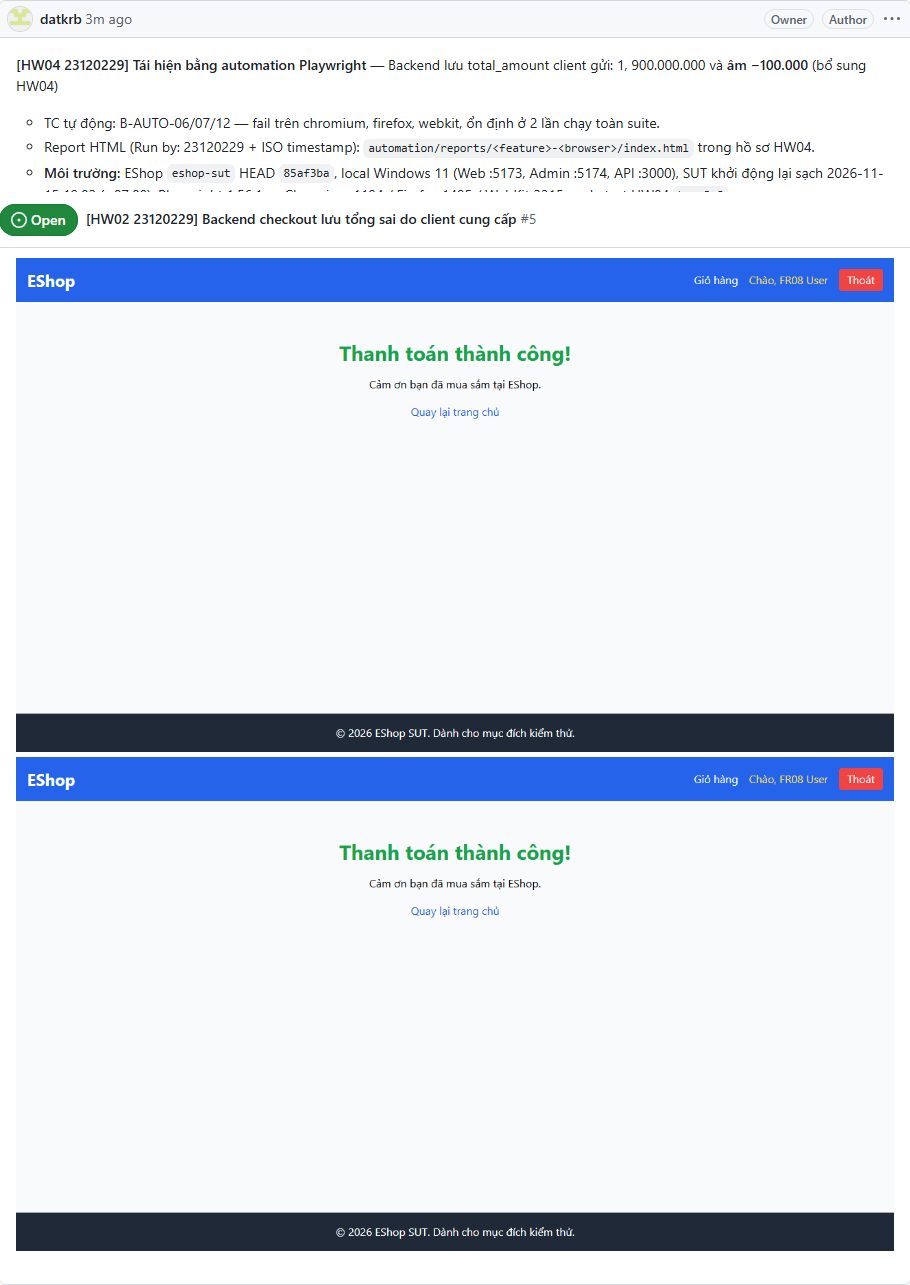 datkrb 3m ago
Owner
Author
[HW04 23120229] Tái hiện bằng automation Playwright — Backend lưu total_amount client gửi: 1, 900.000.000 và âm −100.000 (bổ sung
HW04)
TC tự động: B-AUTO-06/07/12 — fail trên chromium, firefox, webkit, ổn định ở 2 lần chạy toàn suite.
Report HTML (Run by: 23120229 + ISO timestamp): automation/reports/<feature>-<browser>/index.html trong hồ sơ HW04.
Môi trường: EShop eshop-sut HEAD 85af3ba , local Windows 11 (Web :5173, Admin :5174, API :3000), SUT khởi động lại sạch 2026-11-
Open
[HW02 23120229] Backend checkout lưu tổng sai do client cung cấp #5
EShop
Giỏ hàng
Chào, FR08 User
Thoát
Thanh toán thành công!
Cảm ơn bạn đã mua sắm tại EShop.
Quay lại trang chủ
© 2026 EShop SUT. Dành cho mục đích kiểm thử.
EShop
Giỏ hàng
Chào, FR08 User
Thoát
Thanh toán thành công!
Cảm ơn bạn đã mua sắm tại EShop.
Quay lại trang chủ
© 2026 EShop SUT. Dành cho mục đích kiểm thử.